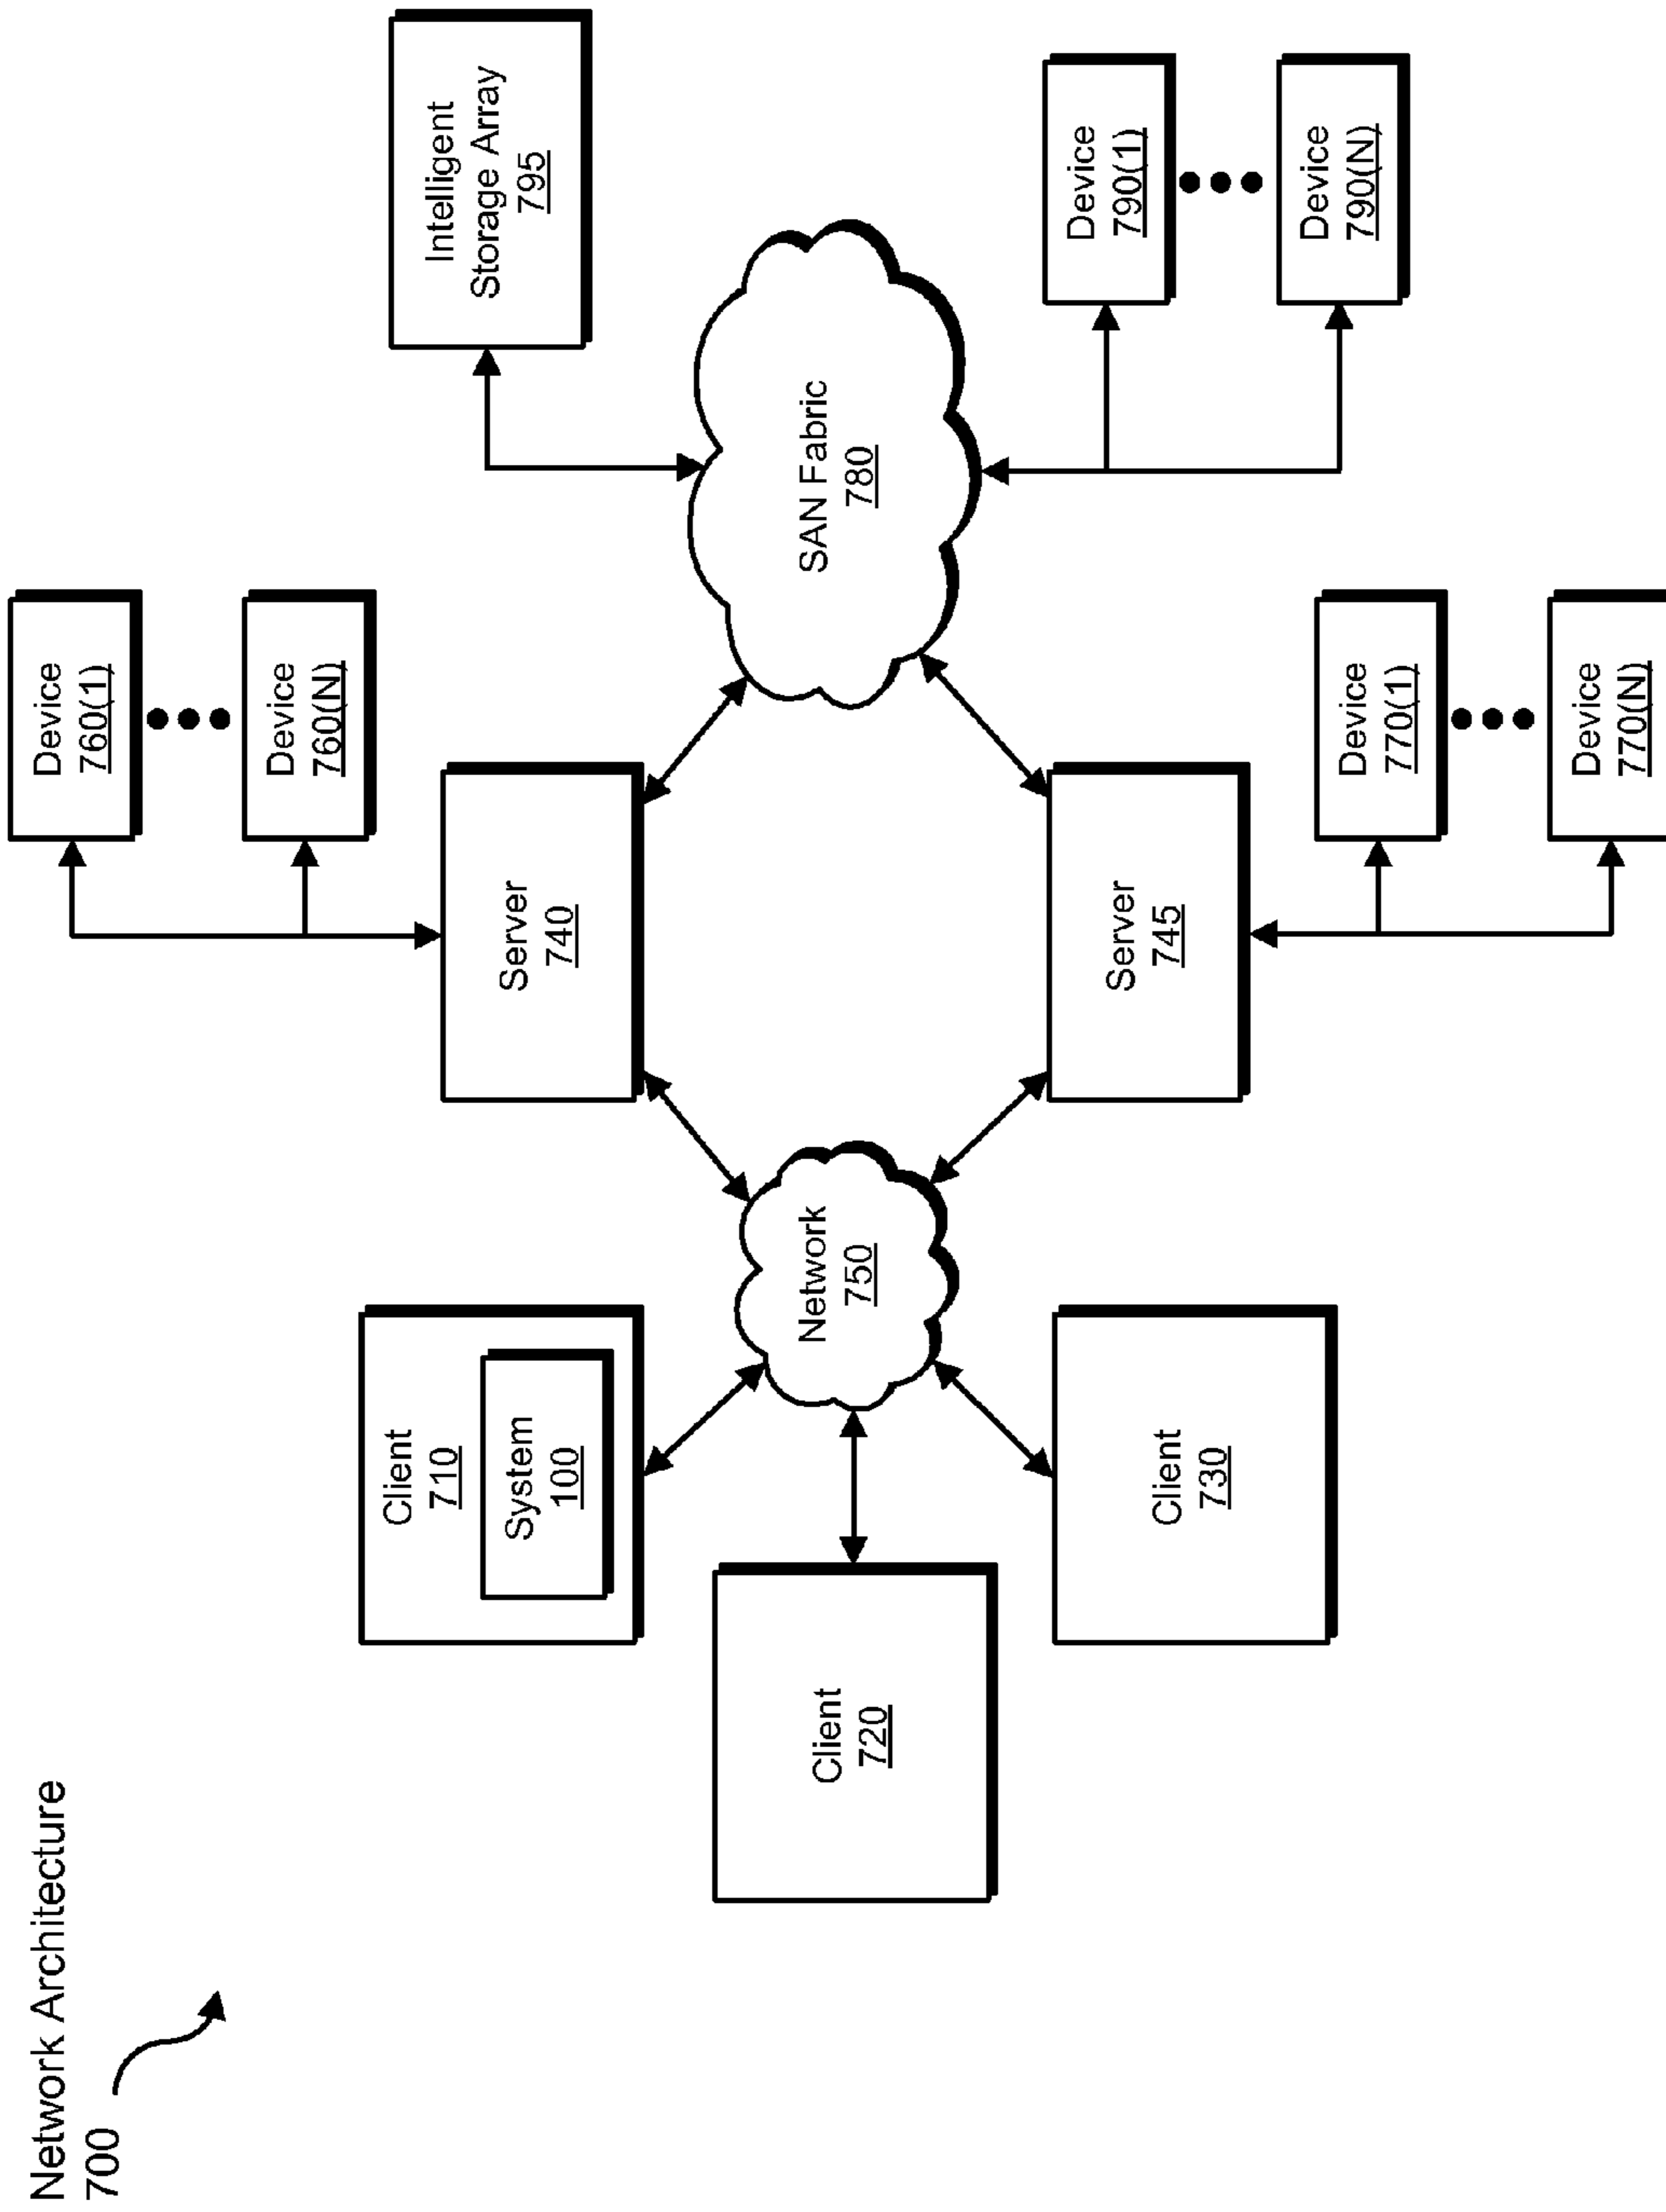 Network Architecture
700
Device
760(1)
Device
760(N)
Intelligent
Storage Array
795
Client
710
System
100
Server
740
Client
720
Network
750
SAN Fabric
780
Client
730
Server
745
Device
790(1)
Device
790(N)
Device
770(1)
Device
770(N)